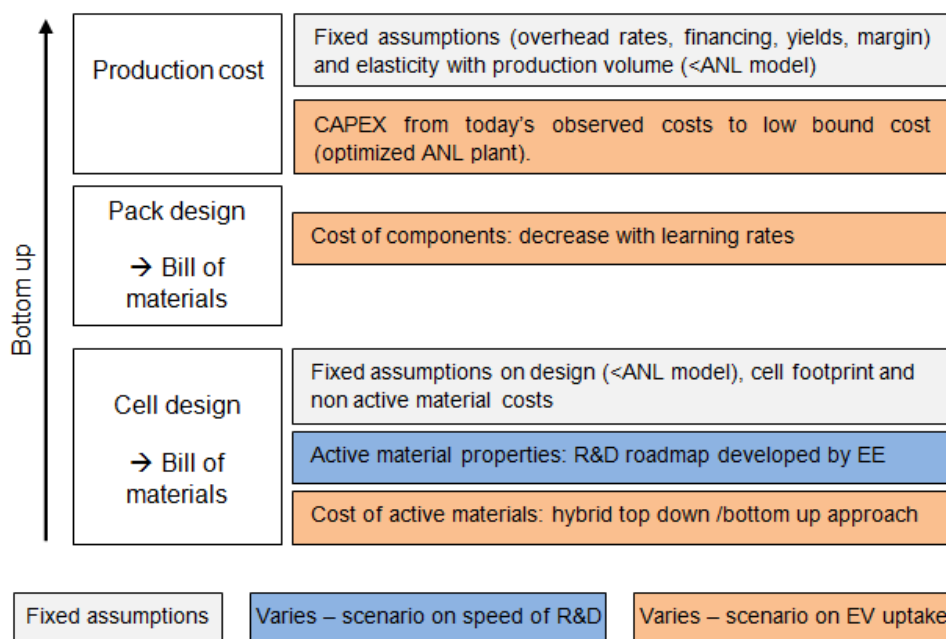 Bottom up
Production cost
Fixed assumptions (overhead rates, financing, yields, margin)
and elasticity with production volume (<ANL model)
CAPEX from today's observed costs to low bound cost
(optimized ANL plant).
Pack design
→ Bill of
materials
Cost of components: decrease with learning rates
Cell design
→ Bill of
materials
Fixed assumptions on design (<ANL model), cell footprint and
non active material costs
Active material properties: R&D roadmap developed by EE
Cost of active materials: hybrid top down /bottom up approach
Fixed assumptions
Varies – scenario on speed of R&D
Varies – scenario on EV uptake